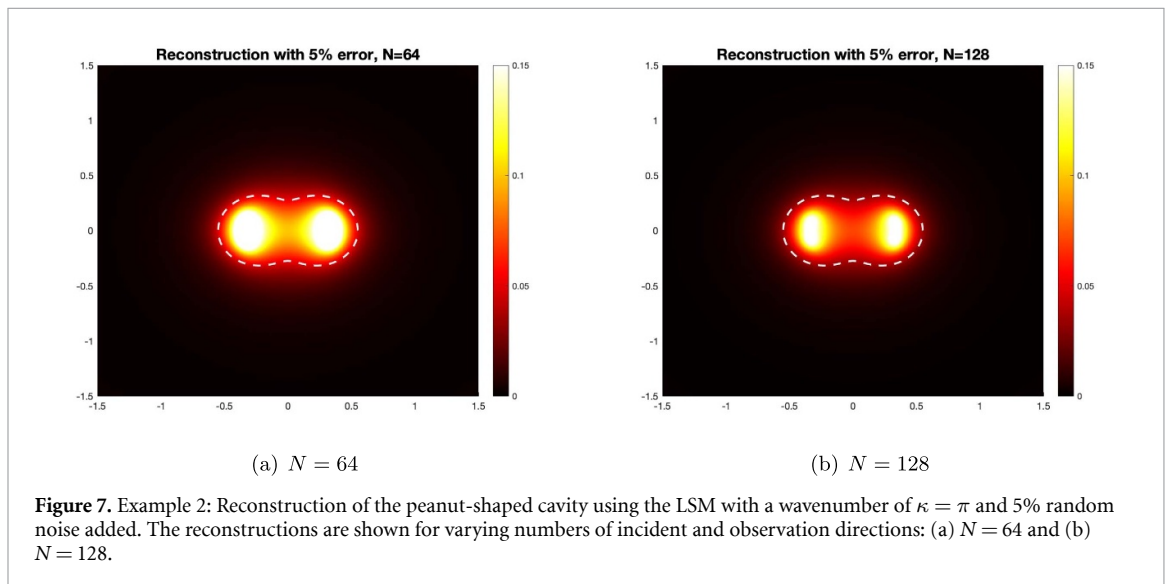 Reconstruction with 5% error, N=64
1.5
1
0.5
0
-0.5
-1
-1.5
-1.5 -1 -0.5 0 0.5 1 1.5
0.15
0.1
0.05
0
(a) N = 64
Reconstruction with 5% error, N=128
1.5
1
0.5
0
-0.5
-1
-1.5
-1.5 -1 -0.5 0 0.5 1 1.5
0.15
0.1
0.05
0
(b) N = 128
Figure 7. Example 2: Reconstruction of the peanut-shaped cavity using the LSM with a wavenumber of κ = π and 5% random
noise added. The reconstructions are shown for varying numbers of incident and observation directions: (a) N = 64 and (b)
N = 128.